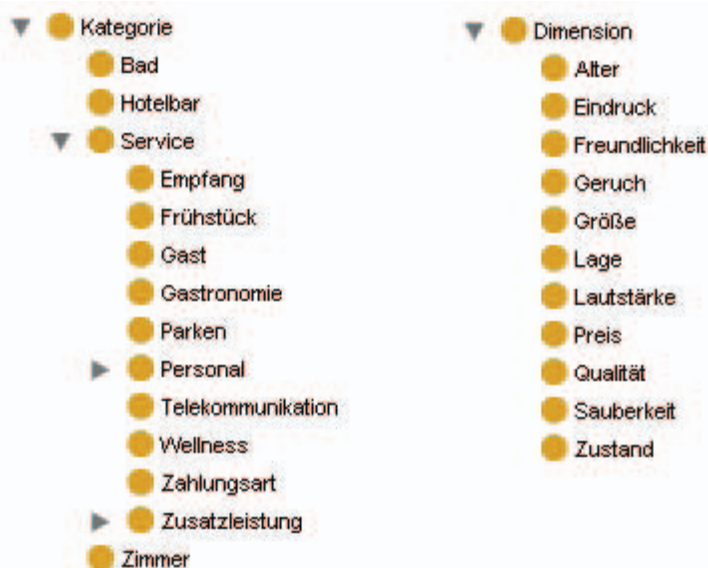 Kategorie
Bad
Hotelbar
Service
Empfang
Frühstück
Gast
Gastronomie
Parken
Personal
Telekommunikation
Wellness
Zahlungsart
Zusatzleistung
Zimmer
Dimension
Alter
Eindruck
Freundlichkeit
Geruch
Größe
Lage
Lautstärke
Preis
Qualität
Sauberkeit
Zustand